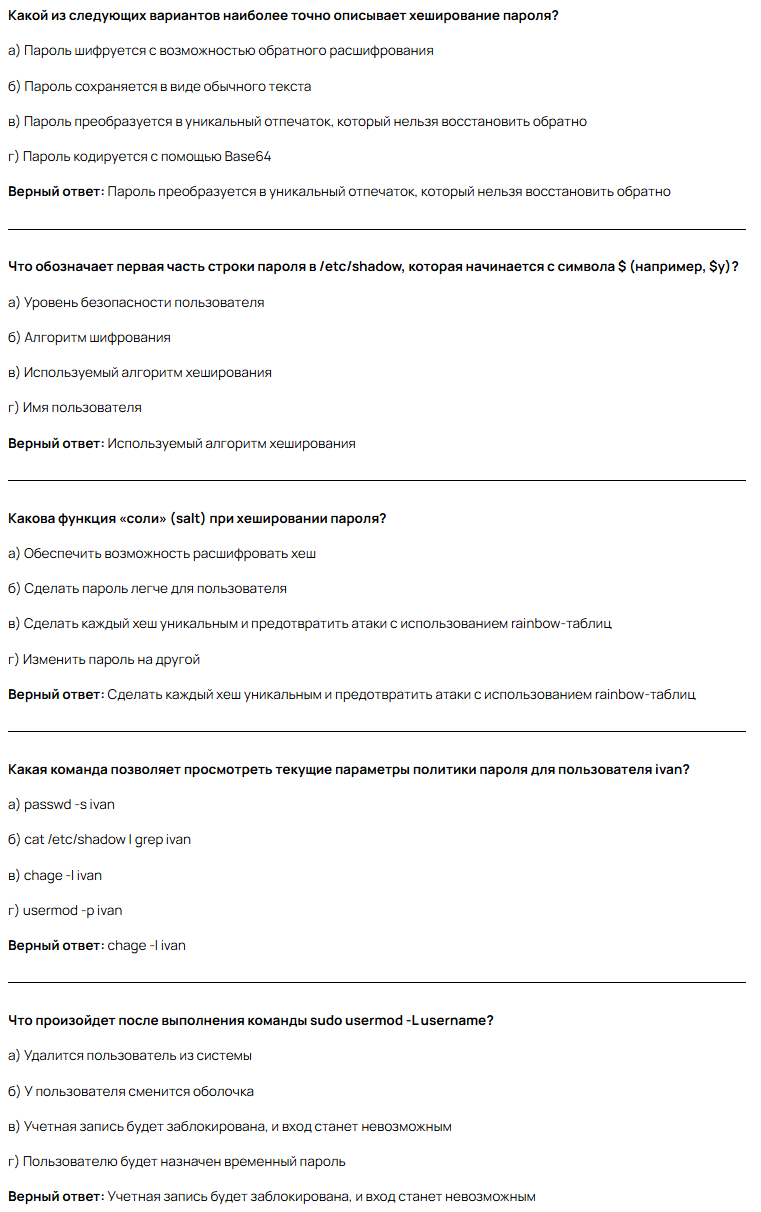 Какой из следующих вариантов наиболее точно описывает хеширование пароля?
а) Пароль шифруется с возможностью обратного расшифрования
б) Пароль сохраняется в виде обычного текста
в) Пароль преобразуется в уникальный отпечаток, который нельзя восстановить обратно
г) Пароль кодируется с помощью Base64
Верный ответ: Пароль преобразуется в уникальный отпечаток, который нельзя восстановить обратно
Что обозначает первая часть строки пароля в /etc/shadow, которая начинается с символа $ (например, $y)?
а) Уровень безопасности пользователя
б) Алгоритм шифрования
в) Используемый алгоритм хеширования
г) Имя пользователя
Верный ответ: Используемый алгоритм хеширования
Какова функция «соли» (salt) при хешировании пароля?
а) Обеспечить возможность расшифровать хеш
б) Сделать пароль легче для пользователя
в) Сделать каждый хеш уникальным и предотвратить атаки с использованием rainbow-таблиц
г) Изменить пароль на другой
Верный ответ: Сделать каждый хеш уникальным и предотвратить атаки с использованием rainbow-таблиц
Какая команда позволяет просмотреть текущие параметры политики пароля для пользователя ivan?
а) passwd -s ivan
б) cat /etc/shadow | grep ivan
в) chage -l ivan
г) usermod -p ivan
Верный ответ: chage -l ivan
Что произойдет после выполнения команды sudo usermod -L username?
а) Удалится пользователь из системы
б) У пользователя сменится оболочка
в) Учетная запись будет заблокирована, и вход станет невозможным
г) Пользователю будет назначен временный пароль
Верный ответ: Учетная запись будет заблокирована, и вход станет невозможным